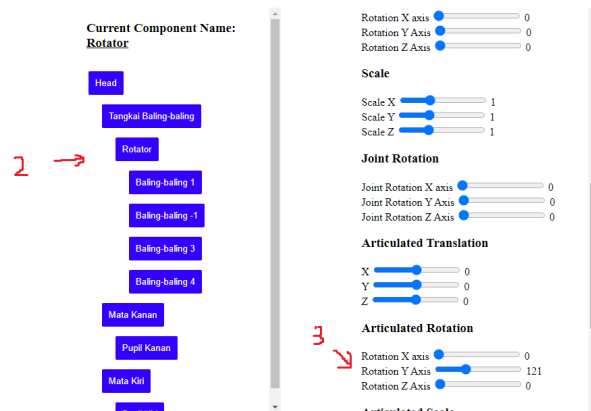 Current Component Name:
Rotator
Head
Tangkai Baling-baling
Rotator
2
Baling-baling 1
Baling-baling -1
Baling-baling 3
Baling-baling 4
Mata Kanan
Pupil Kanan
Mata Kiri
Rotation X axis 0
Rotation Y Axis 0
Rotation Z Axis 0
Scale
Scale X 1
Scale Y 1
Scale Z 1
Joint Rotation
Joint Rotation X axis 0
Joint Rotation Y Axis 0
Joint Rotation Z Axis 0
Articulated Translation
X 0
Y 0
Z 0
Articulated Rotation
3
Rotation X axis 0
Rotation Y Axis 121
Rotation Z Axis 0
Articulated Scale